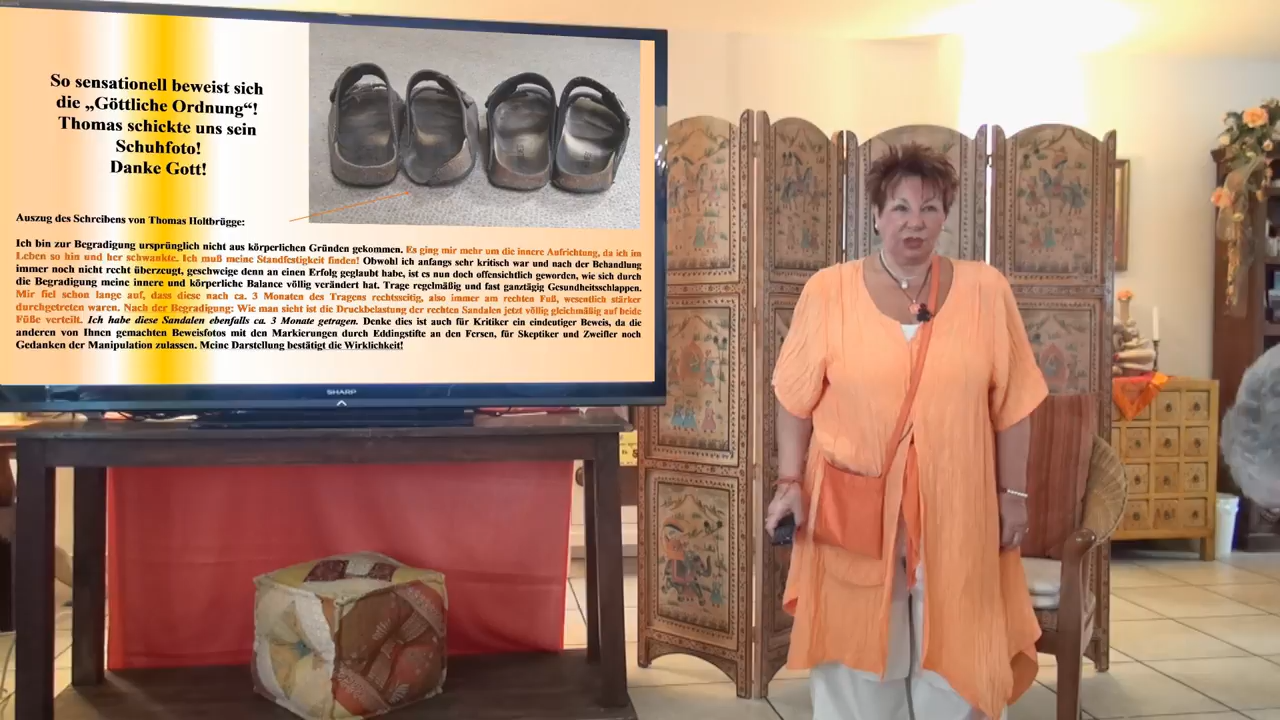 So sensationell beweist sich
die „Göttliche Ordnung“!
Thomas schickte uns sein
Schuhfoto!
Danke Gott!
Auszug des Schreibens von Thomas Holtbrügge:
Ich bin zur Begradigung ursprünglich nicht aus körperlichen Gründen gekommen. Es ging mir mehr um die innere Aufrichtung, da ich im
Leben so hin und her schwankte. Ich muß meine Standfestigkeit finden! Obwohl ich anfangs sehr kritisch war und nach der Behandlung
immer noch nicht recht überzeugt, geschweige denn an einen Erfolg geglaubt habe, ist es nun doch offensichtlich geworden, wie sich durch
die Begradigung meine innere und körperliche Balance völlig verändert hat. Trage regelmäßig und fast ganztägig Gesundheitsschlappen.
Mir fiel schon lange auf, dass diese nach ca. 3 Monaten des Tragens rechtsseitig, also immer am rechten Fuß, wesentlich stärker
durchgetreten waren. Nach der Begradigung: Wie man sieht ist die Druckbelastung der rechten Sandalen jetzt völlig gleichmäßig auf beide
Füße verteilt. Ich habe diese Sandalen ebenfalls ca. 3 Monate getragen. Denke dies ist auch für Kritiker ein eindeutiger Beweis, da die
anderen von Ihnen gemachten Beweisfotos mit den Markierungen durch Eddingstifte an den Fersen, für Skeptiker und Zweifler noch
Gedanken der Manipulation zulassen. Meine Darstellung bestätigt die Wirklichkeit!
SHARP